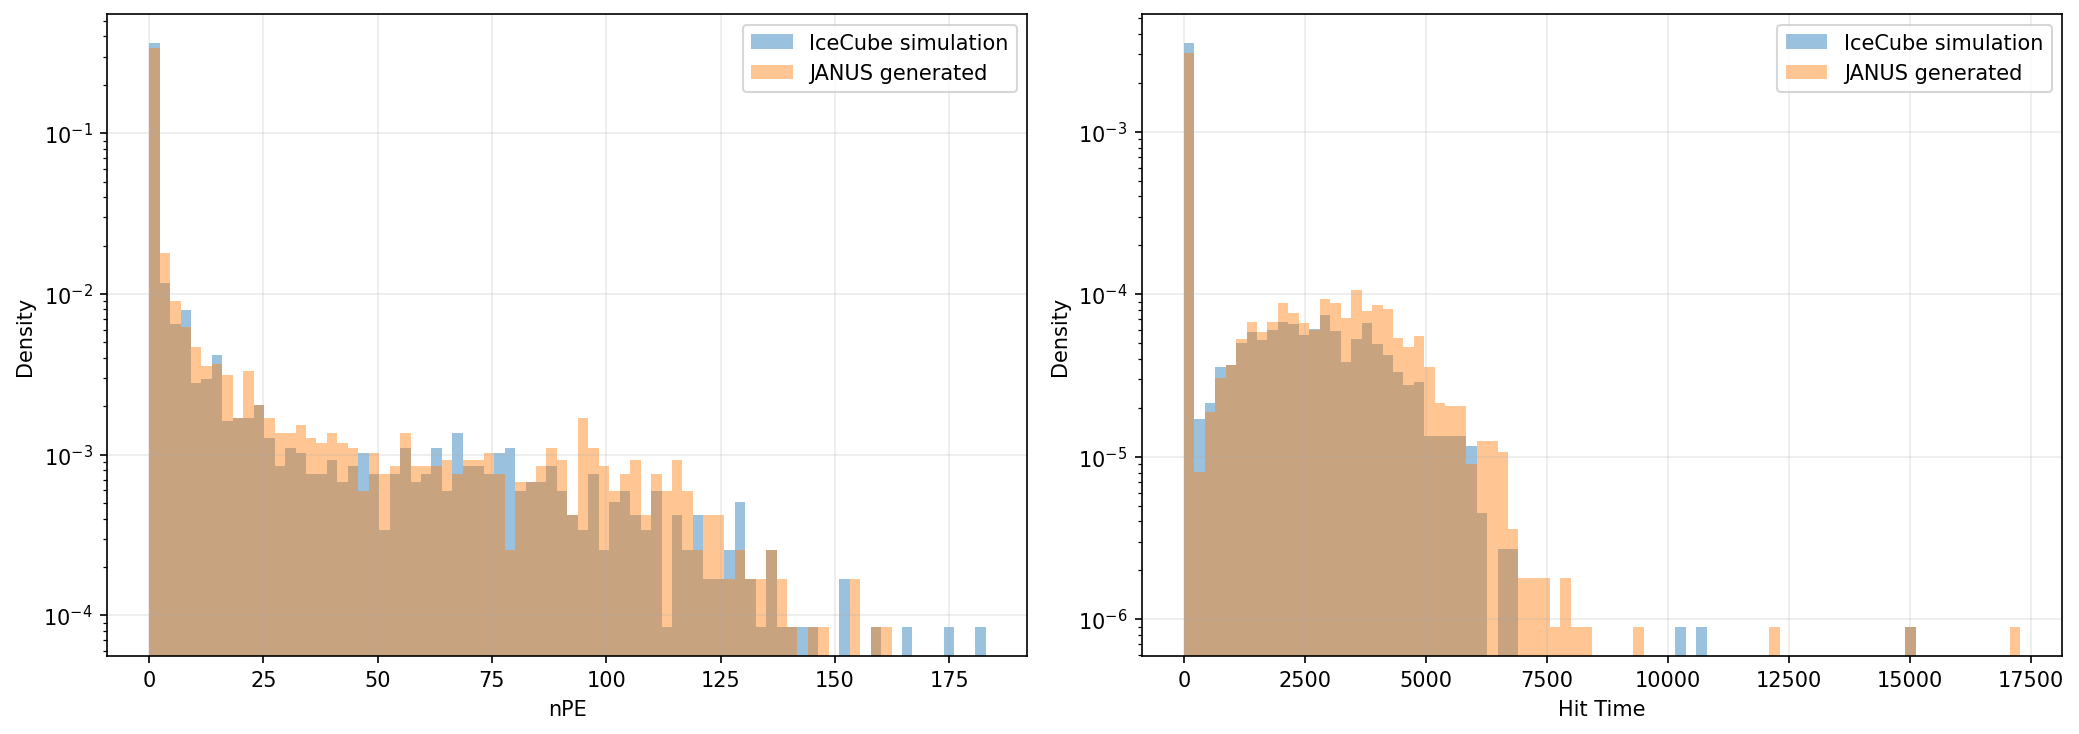 IceCube simulation
JANUS generated
Density
10⁻¹
10⁻²
10⁻³
10⁻⁴
0 25 50 75 100 125 150 175
nPE
IceCube simulation
JANUS generated
Density
10⁻³
10⁻⁴
10⁻⁵
10⁻⁶
0 2500 5000 7500 10000 12500 15000 17500
Hit Time